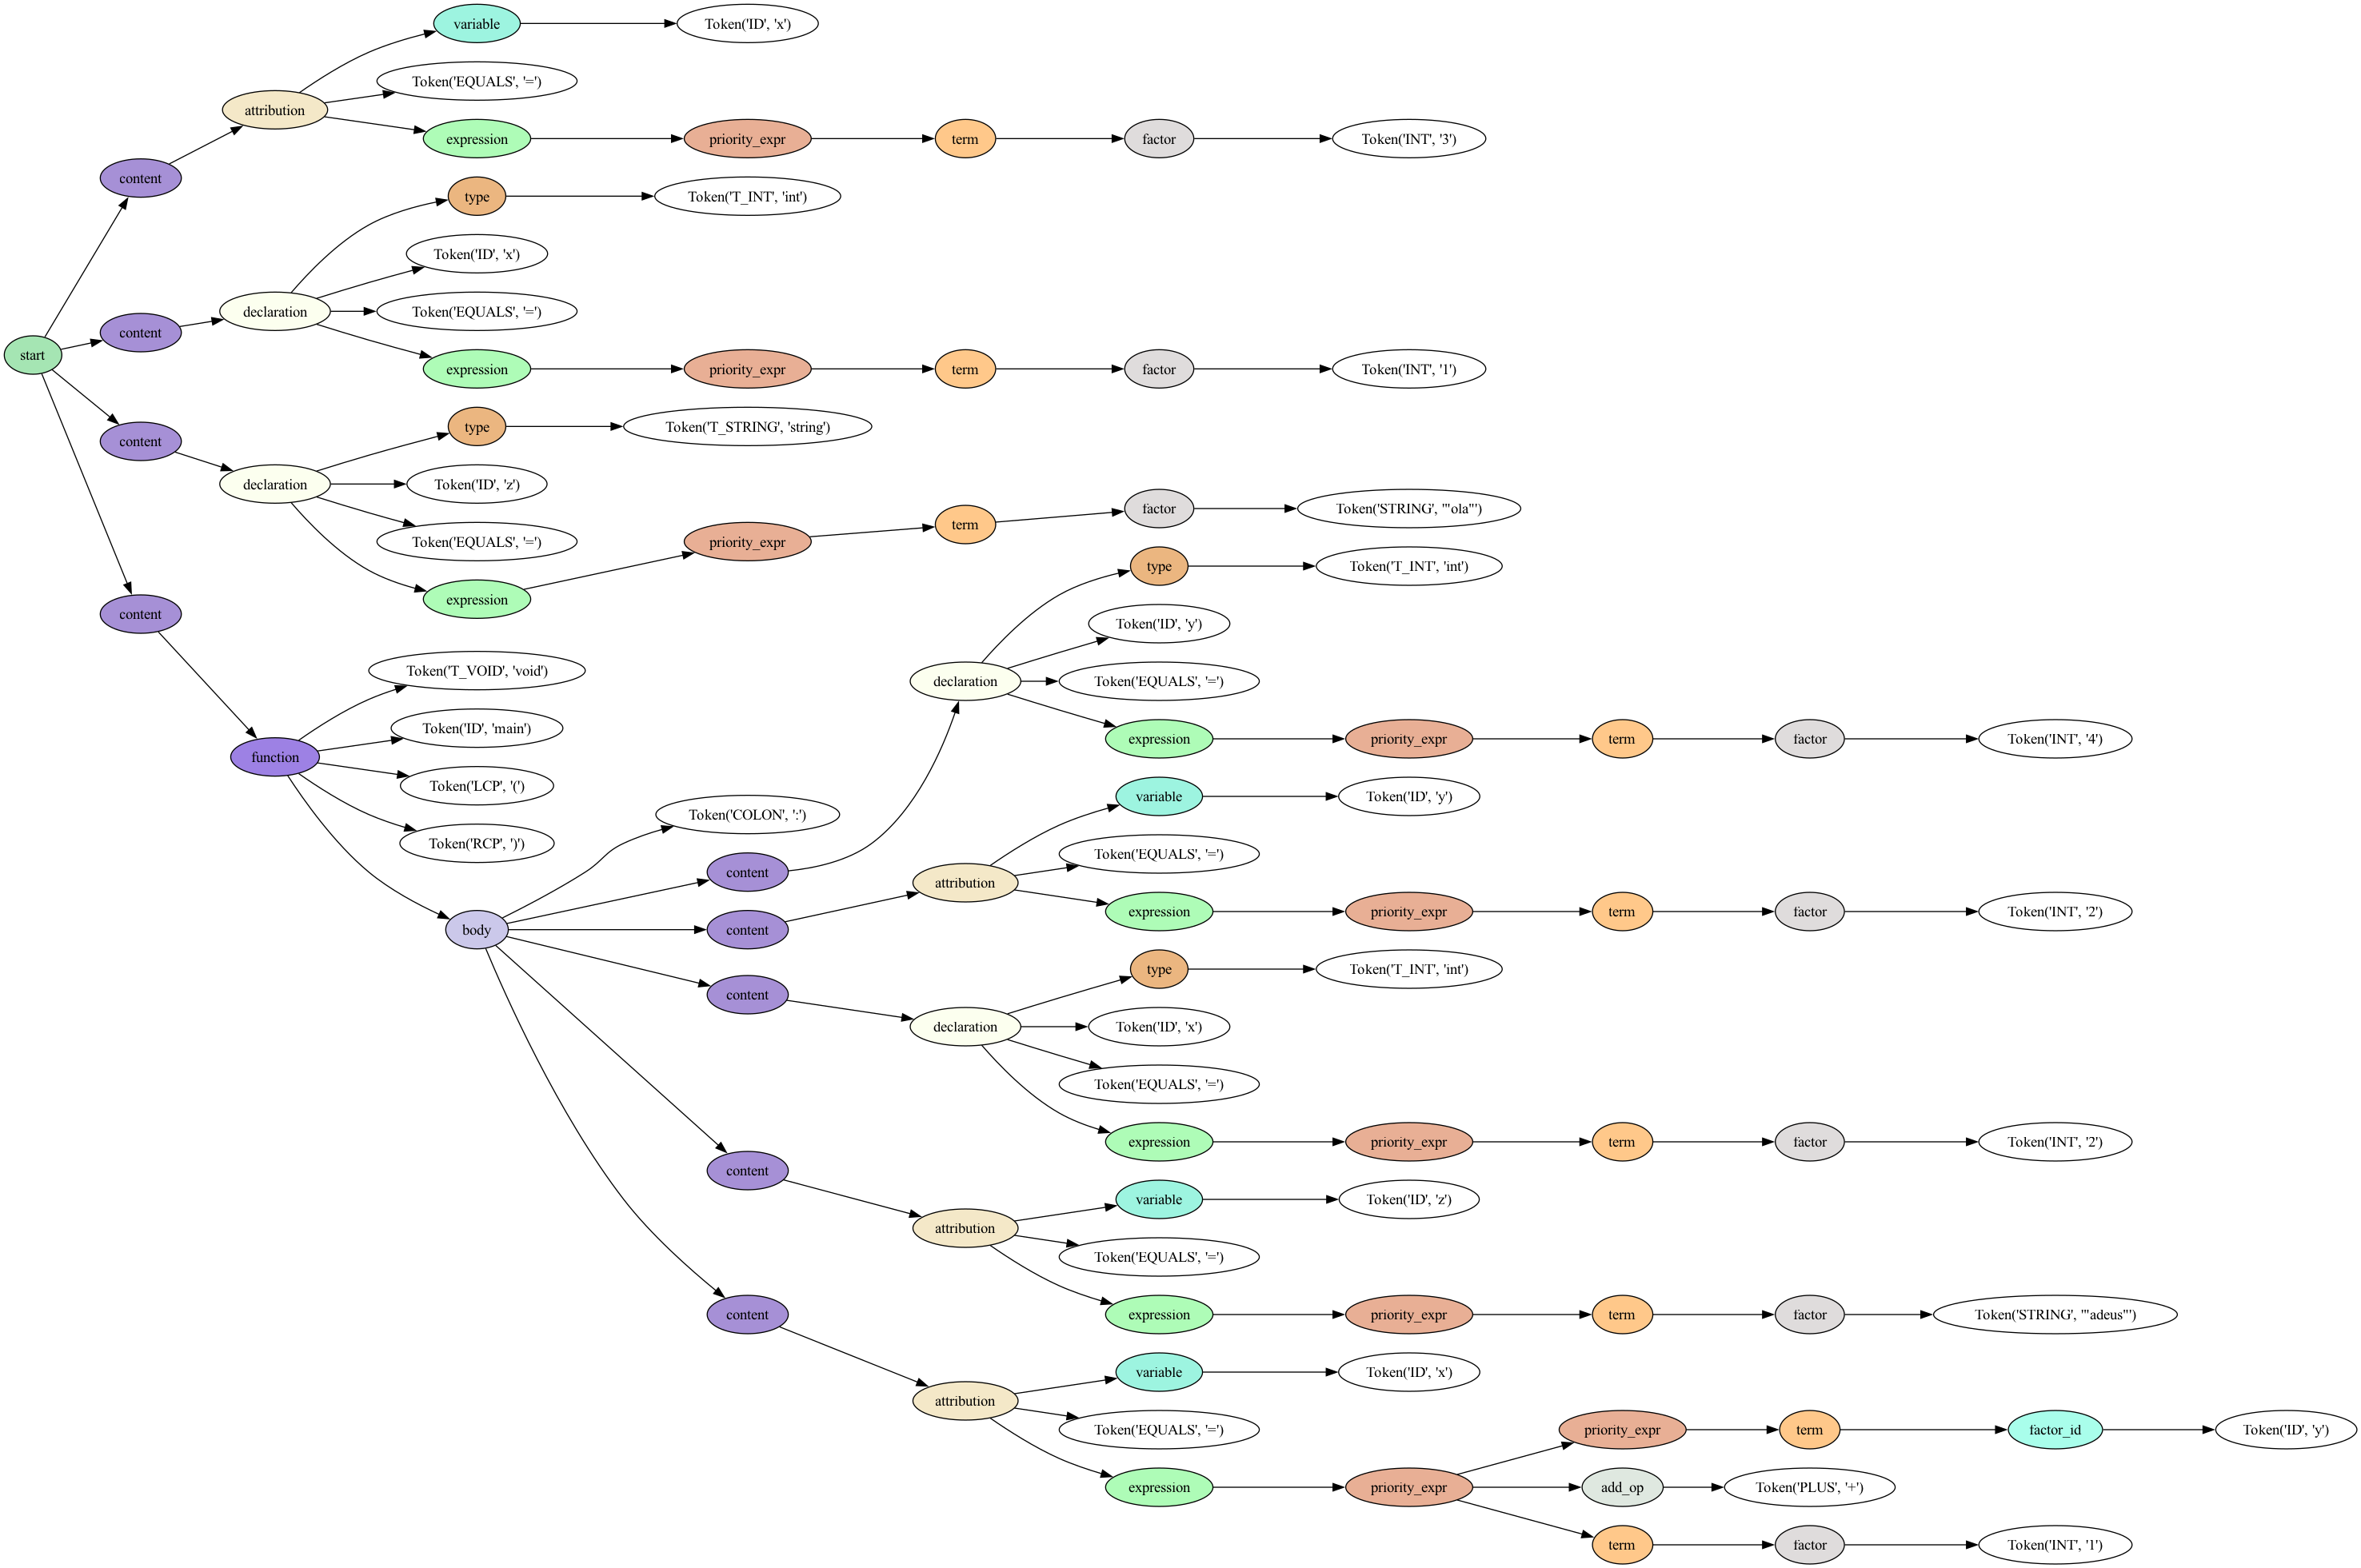 start
content
attribution
variable
Token('ID', 'x')
Token('EQUALS', '=')
expression
priority_expr
term
factor
Token('INT', '3')
content
declaration
type
Token('T_INT', 'int')
Token('ID', 'x')
Token('EQUALS', '=')
expression
priority_expr
term
factor
Token('INT', '1')
content
declaration
type
Token('T_STRING', 'string')
Token('ID', 'z')
Token('EQUALS', '=')
expression
priority_expr
term
factor
Token('STRING', '"ola"')
content
function
Token('T_VOID', 'void')
Token('ID', 'main')
Token('LCP', '(')
Token('RCP', ')')
body
Token('COLON', ':')
content
declaration
type
Token('T_INT', 'int')
Token('ID', 'y')
Token('EQUALS', '=')
expression
priority_expr
term
factor
Token('INT', '4')
content
attribution
variable
Token('ID', 'y')
Token('EQUALS', '=')
expression
priority_expr
term
factor
Token('INT', '2')
content
declaration
type
Token('T_INT', 'int')
Token('ID', 'x')
Token('EQUALS', '=')
expression
priority_expr
term
factor
Token('INT', '2')
content
attribution
variable
Token('ID', 'z')
Token('EQUALS', '=')
expression
priority_expr
term
factor
Token('STRING', '"adeus"')
content
attribution
variable
Token('ID', 'x')
Token('EQUALS', '=')
expression
priority_expr
priority_expr
term
factor_id
Token('ID', 'y')
add_op
Token('PLUS', '+')
term
factor
Token('INT', '1')